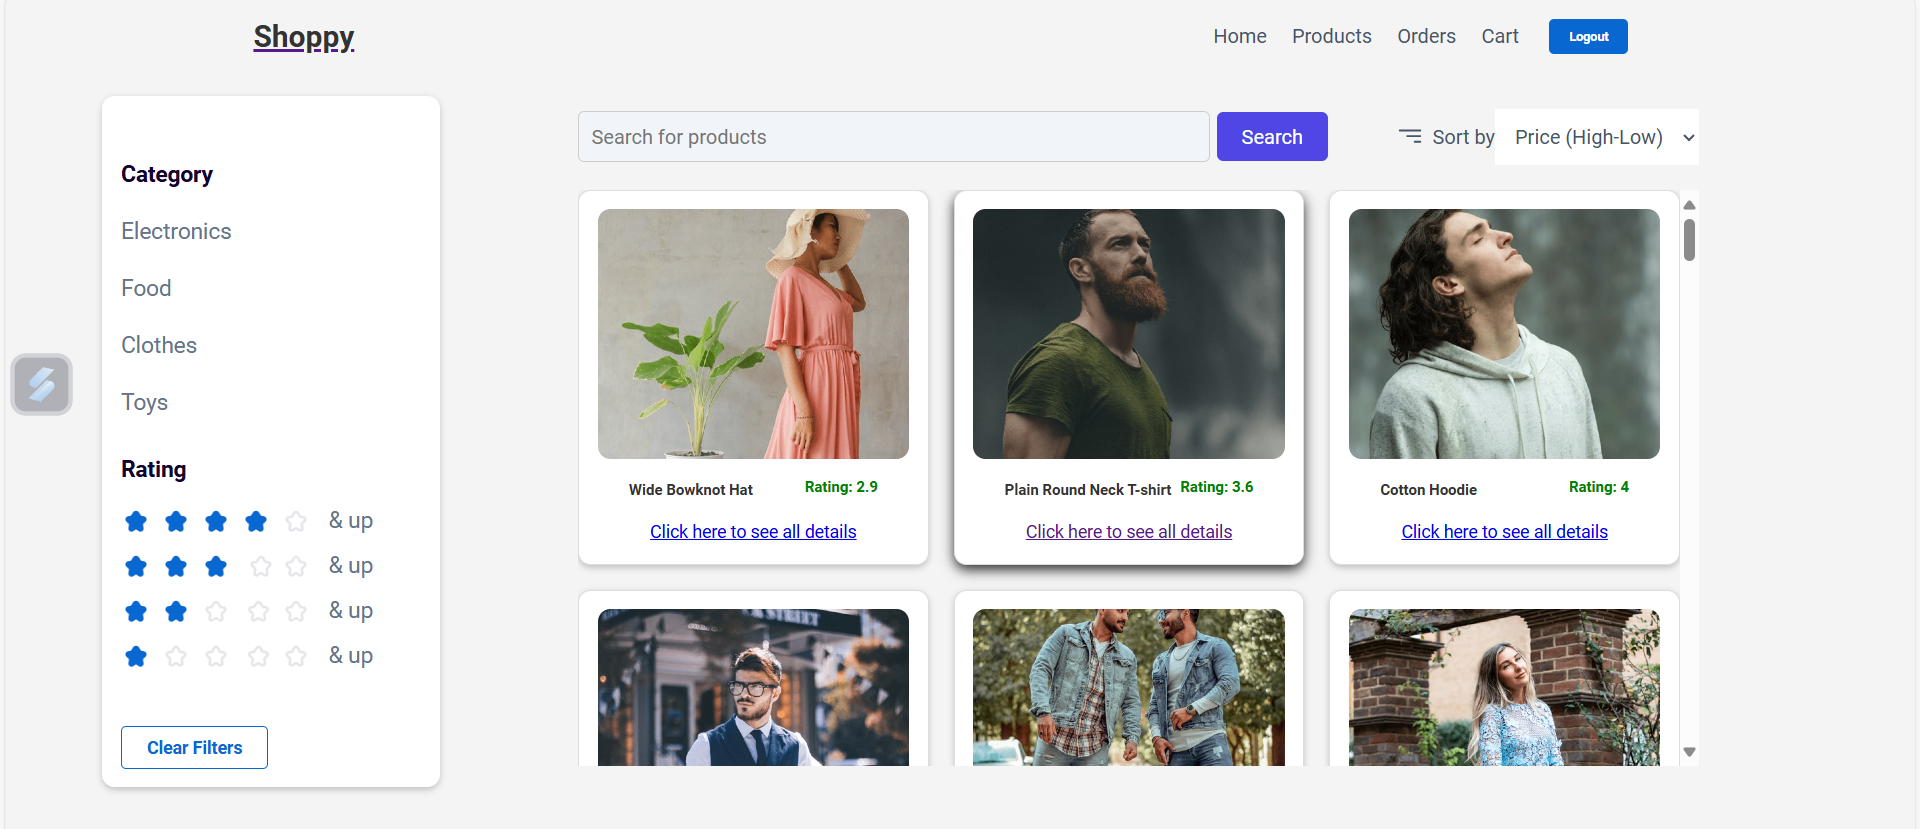 Shoppy
Home Products Orders Cart Logout
Category
Electronics
Food
Clothes
Toys
Rating
& up
& up
& up
& up
Clear Filters
Search for products Search Sort by Price (High-Low)
Wide Bowknot Hat Rating: 2.9
Click here to see all details
Plain Round Neck T-shirt Rating: 3.6
Click here to see all details
Cotton Hoodie Rating: 4
Click here to see all details